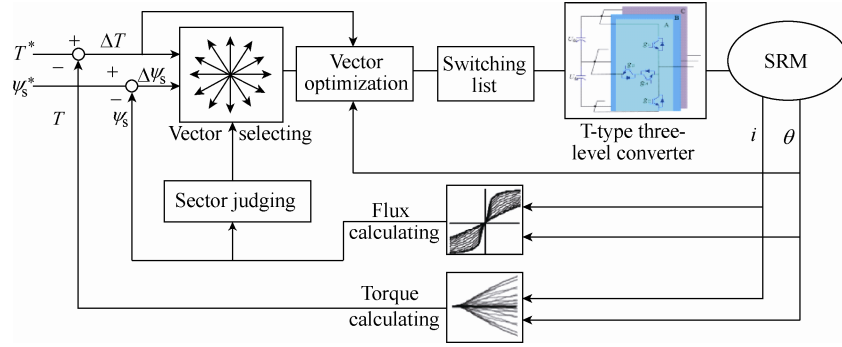 T* + ΔT
−
ψs* + Δψs
−
T ψs
Vector selecting
Vector
optimization
Switching
list
A
B
C
T-type three-
level converter
SRM
i θ
Sector judging
Flux
calculating
Torque
calculating